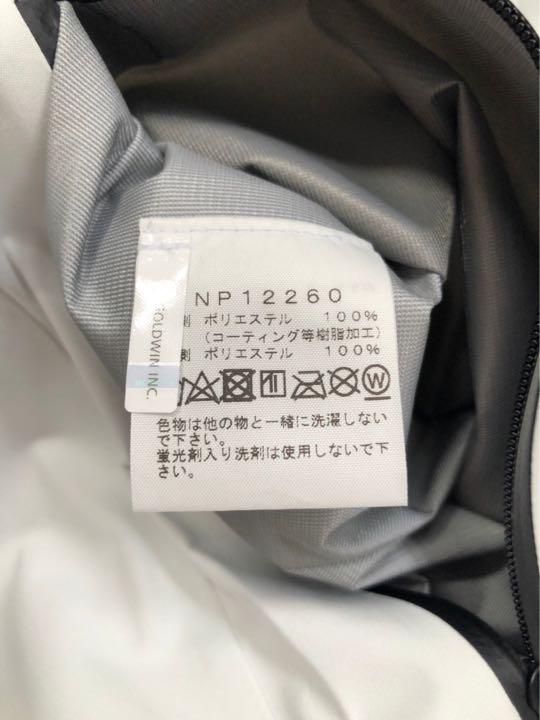 NP12260
ポリエステル 100%
(コーティング等樹脂加工)
ポリエステル 100%
GOLDWIN INC.
W
色物は他の物と一緒に洗濯しない
で下さい。
蛍光剤入り洗剤は使用しないで下
さい。